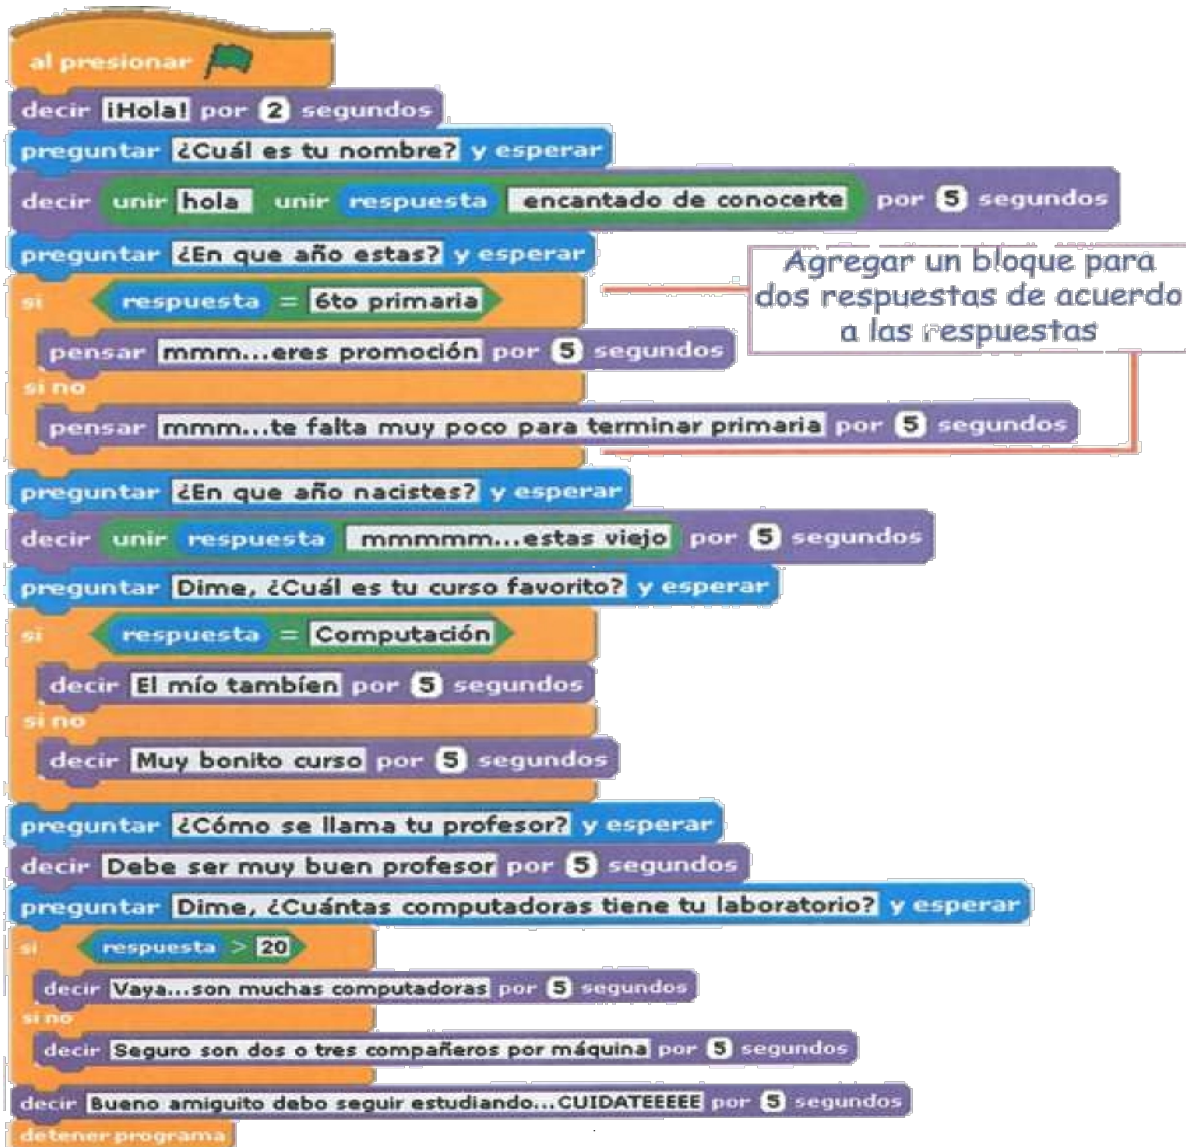 al presionar
decir ¡Hola! por 2 segundos
preguntar ¿Cuál es tu nombre? y esperar
decir unir hola unir respuesta encantado de conocerte por 5 segundos
preguntar ¿En que año estas? y esperar
si respuesta = 6to primaria
pensar mmm...eres promoción por 5 segundos
si no
pensar mmm...te falta muy poco para terminar primaria por 5 segundos
Agregar un bloque para
dos respuestas de acuerdo
a las respuestas
preguntar ¿En que año nacistes? y esperar
decir unir respuesta mmmmm...estas viejo por 5 segundos
preguntar Dime, ¿Cuál es tu curso favorito? y esperar
si respuesta = Computación
decir El mío tambíen por 5 segundos
si no
decir Muy bonito curso por 5 segundos
preguntar ¿Cómo se llama tu profesor? y esperar
decir Debe ser muy buen profesor por 5 segundos
preguntar Dime, ¿Cuántas computadoras tiene tu laboratorio? y esperar
si respuesta > 20
decir Vaya...son muchas computadoras por 5 segundos
si no
decir Seguro son dos o tres compañeros por máquina por 5 segundos
decir Bueno amiguito debo seguir estudiando...CUIDATEEEEE por 5 segundos
detener programa